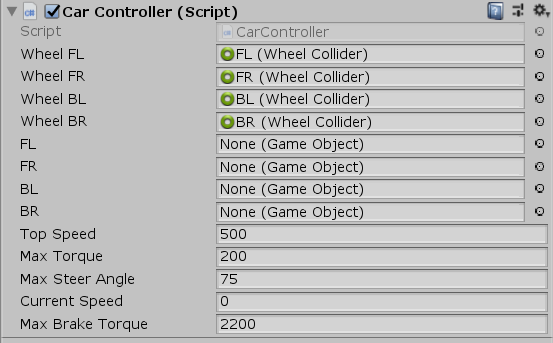 Car Controller (Script)
Script CarController
Wheel FL FL (Wheel Collider)
Wheel FR FR (Wheel Collider)
Wheel BL BL (Wheel Collider)
Wheel BR BR (Wheel Collider)
FL None (Game Object)
FR None (Game Object)
BL None (Game Object)
BR None (Game Object)
Top Speed 500
Max Torque 200
Max Steer Angle 75
Current Speed 0
Max Brake Torque 2200